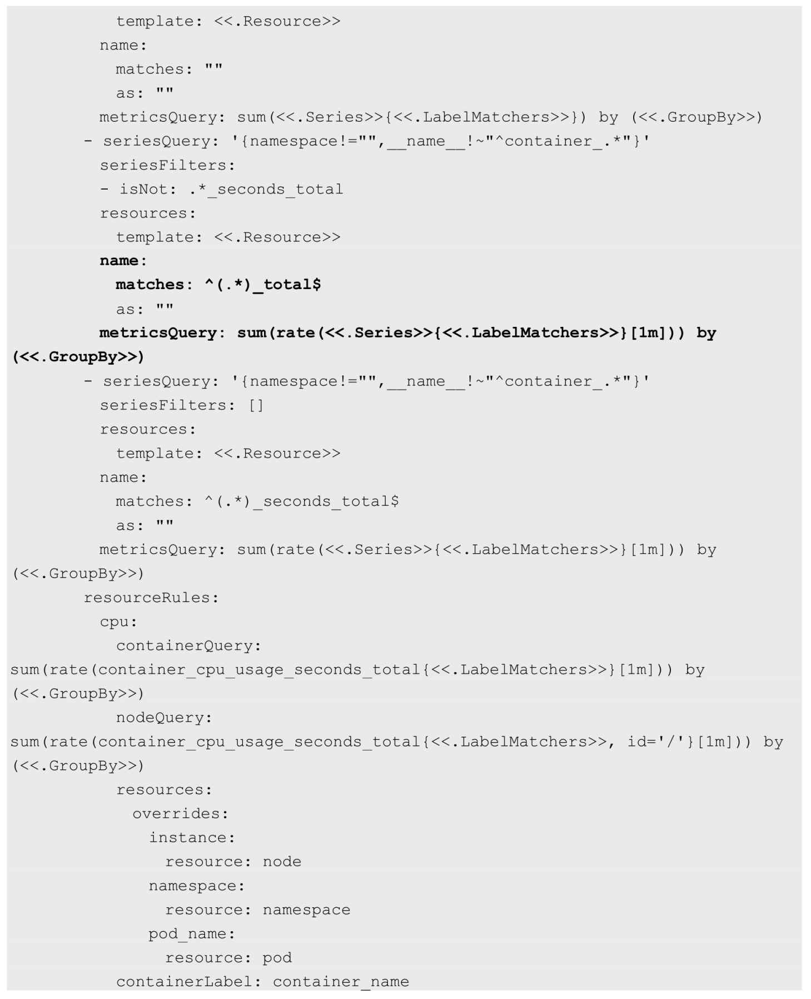 template: <<.Resource>>
name:
matches: ""
as: ""
metricsQuery: sum(<<.Series>>{<<.LabelMatchers>>}) by (<<.GroupBy>>)
- seriesQuery: '{namespace!="",__name__!~"^container_.*"}'
seriesFilters:
- isNot: .*_seconds_total
resources:
template: <<.Resource>>
name:
matches: ^(.*)_total$
as: ""
metricsQuery: sum(rate(<<.Series>>{<<.LabelMatchers>>}[1m])) by
(<<.GroupBy>>)
- seriesQuery: '{namespace!="",__name__!~"^container_.*"}'
seriesFilters: []
resources:
template: <<.Resource>>
name:
matches: ^(.*)_seconds_total$
as: ""
metricsQuery: sum(rate(<<.Series>>{<<.LabelMatchers>>}[1m])) by
(<<.GroupBy>>)
resourceRules:
cpu:
containerQuery:
sum(rate(container_cpu_usage_seconds_total{<<.LabelMatchers>>}[1m])) by
(<<.GroupBy>>)
nodeQuery:
sum(rate(container_cpu_usage_seconds_total{<<.LabelMatchers>>, id='/'}[1m])) by
(<<.GroupBy>>)
resources:
overrides:
instance:
resource: node
namespace:
resource: namespace
pod_name:
resource: pod
containerLabel: container_name